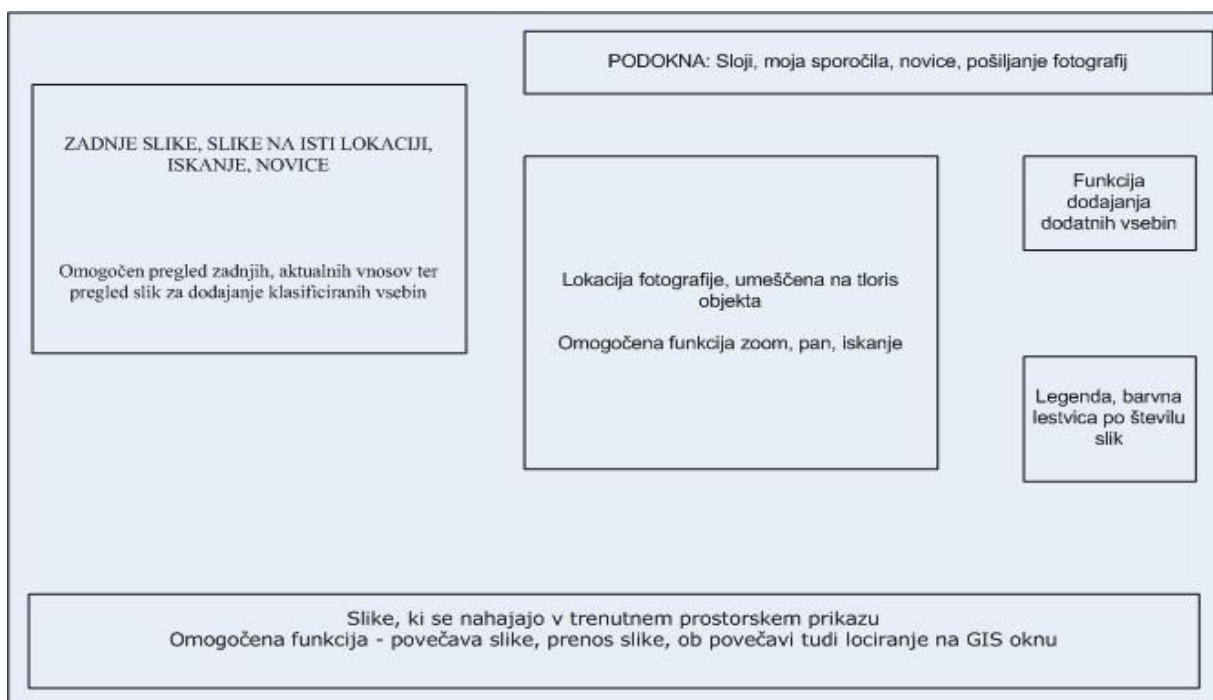 PODOKNA: Sloji, moja sporočila, novice, pošiljanje fotografij
ZADNJE SLIKE, SLIKE NA ISTI LOKACIJI,
ISKANJE, NOVICE
Omogočen pregled zadnjih, aktualnih vnosov ter
pregled slik za dodajanje klasificiranih vsebin
Lokacija fotografije, umeščena na tloris
objekta
Omogočena funkcija zoom, pan, iskanje
Funkcija
dodajanja
dodatnih vsebin
Legenda, barvna
lestvica po številu
slik
Slike, ki se nahajajo v trenutnem prostorskem prikazu
Omogočena funkcija - povečava slike, prenos slike, ob povečavi tudi lociranje na GIS oknu